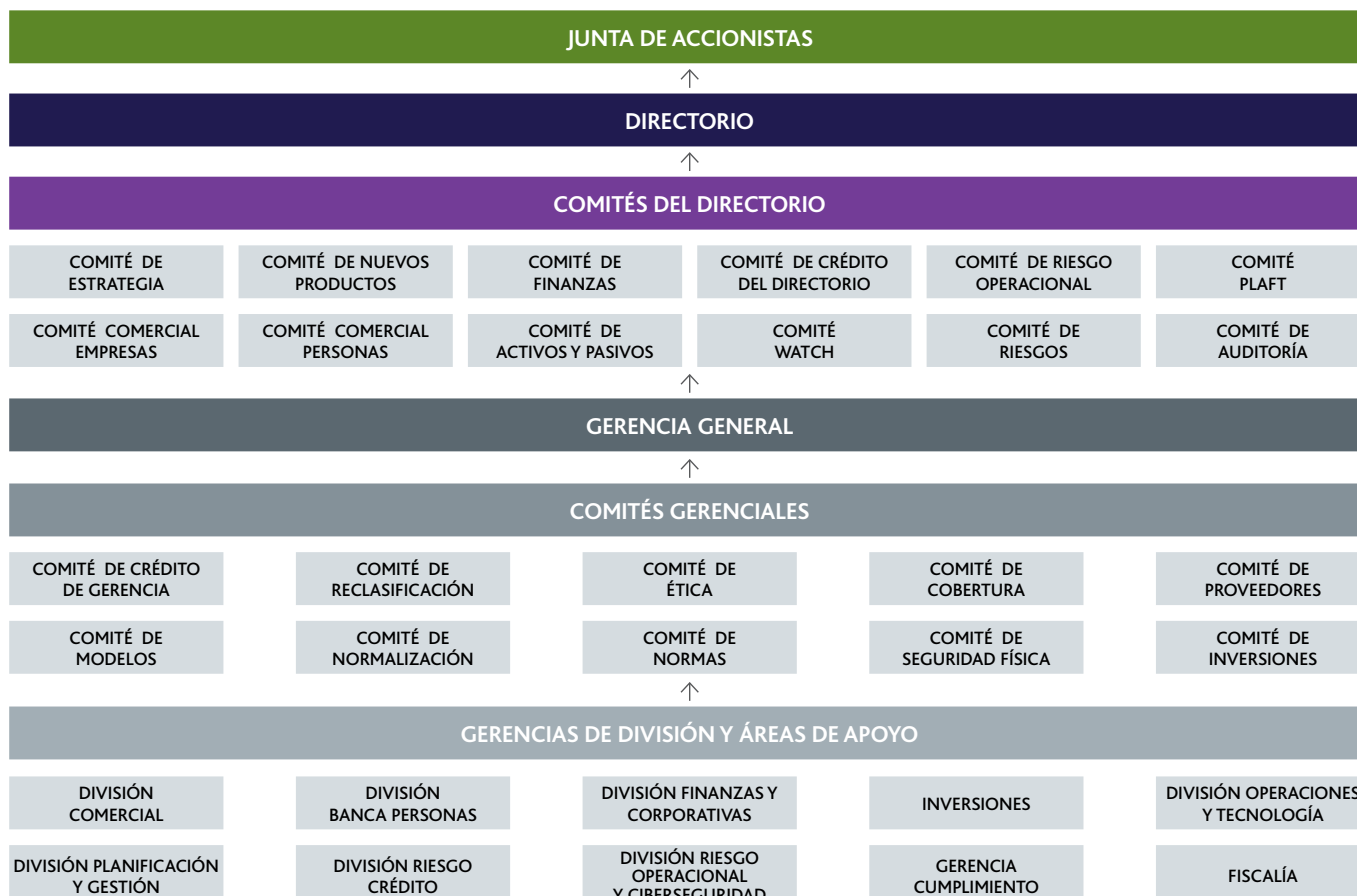 JUNTA DE ACCIONISTAS
DIRECTORIO
COMITÉS DEL DIRECTORIO
COMITÉ DE
ESTRATEGIA
COMITÉ DE NUEVOS
PRODUCTOS
COMITÉ DE
FINANZAS
COMITÉ DE CRÉDITO
DEL DIRECTORIO
COMITÉ DE RIESGO
OPERACIONAL
COMITÉ
PLAFT
COMITÉ COMERCIAL
EMPRESAS
COMITÉ COMERCIAL
PERSONAS
COMITÉ DE
ACTIVOS Y PASIVOS
COMITÉ
WATCH
COMITÉ DE
RIESGOS
COMITÉ DE
AUDITORÍA
GERENCIA GENERAL
COMITÉS GERENCIALES
COMITÉ DE CRÉDITO
DE GERENCIA
COMITÉ DE
RECLASIFICACIÓN
COMITÉ DE
ÉTICA
COMITÉ DE
COBERTURA
COMITÉ DE
PROVEEDORES
COMITÉ DE
MODELOS
COMITÉ DE
NORMALIZACIÓN
COMITÉ DE
NORMAS
COMITÉ DE
SEGURIDAD FÍSICA
COMITÉ DE
INVERSIONES
GERENCIAS DE DIVISIÓN Y ÁREAS DE APOYO
DIVISIÓN
COMERCIAL
DIVISIÓN
BANCA PERSONAS
DIVISIÓN FINANZAS Y
CORPORATIVAS
INVERSIONES
DIVISIÓN OPERACIONES
Y TECNOLOGÍA
DIVISIÓN PLANIFICACIÓN
Y GESTIÓN
DIVISIÓN RIESGO
CRÉDITO
DIVISIÓN RIESGO
OPERACIONAL
Y CIBERSEGURIDAD
GERENCIA
CUMPLIMIENTO
FISCALÍA